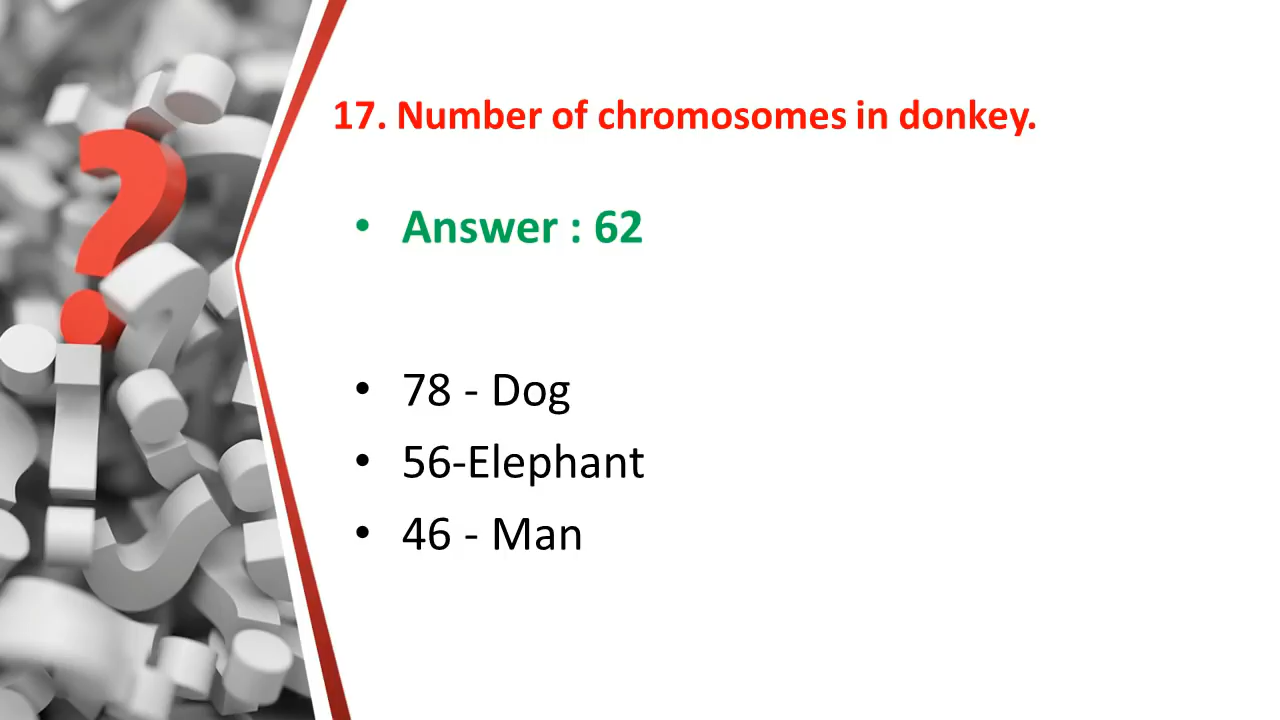 17. Number of chromosomes in donkey.
• Answer : 62
• 78 - Dog
• 56-Elephant
• 46 - Man